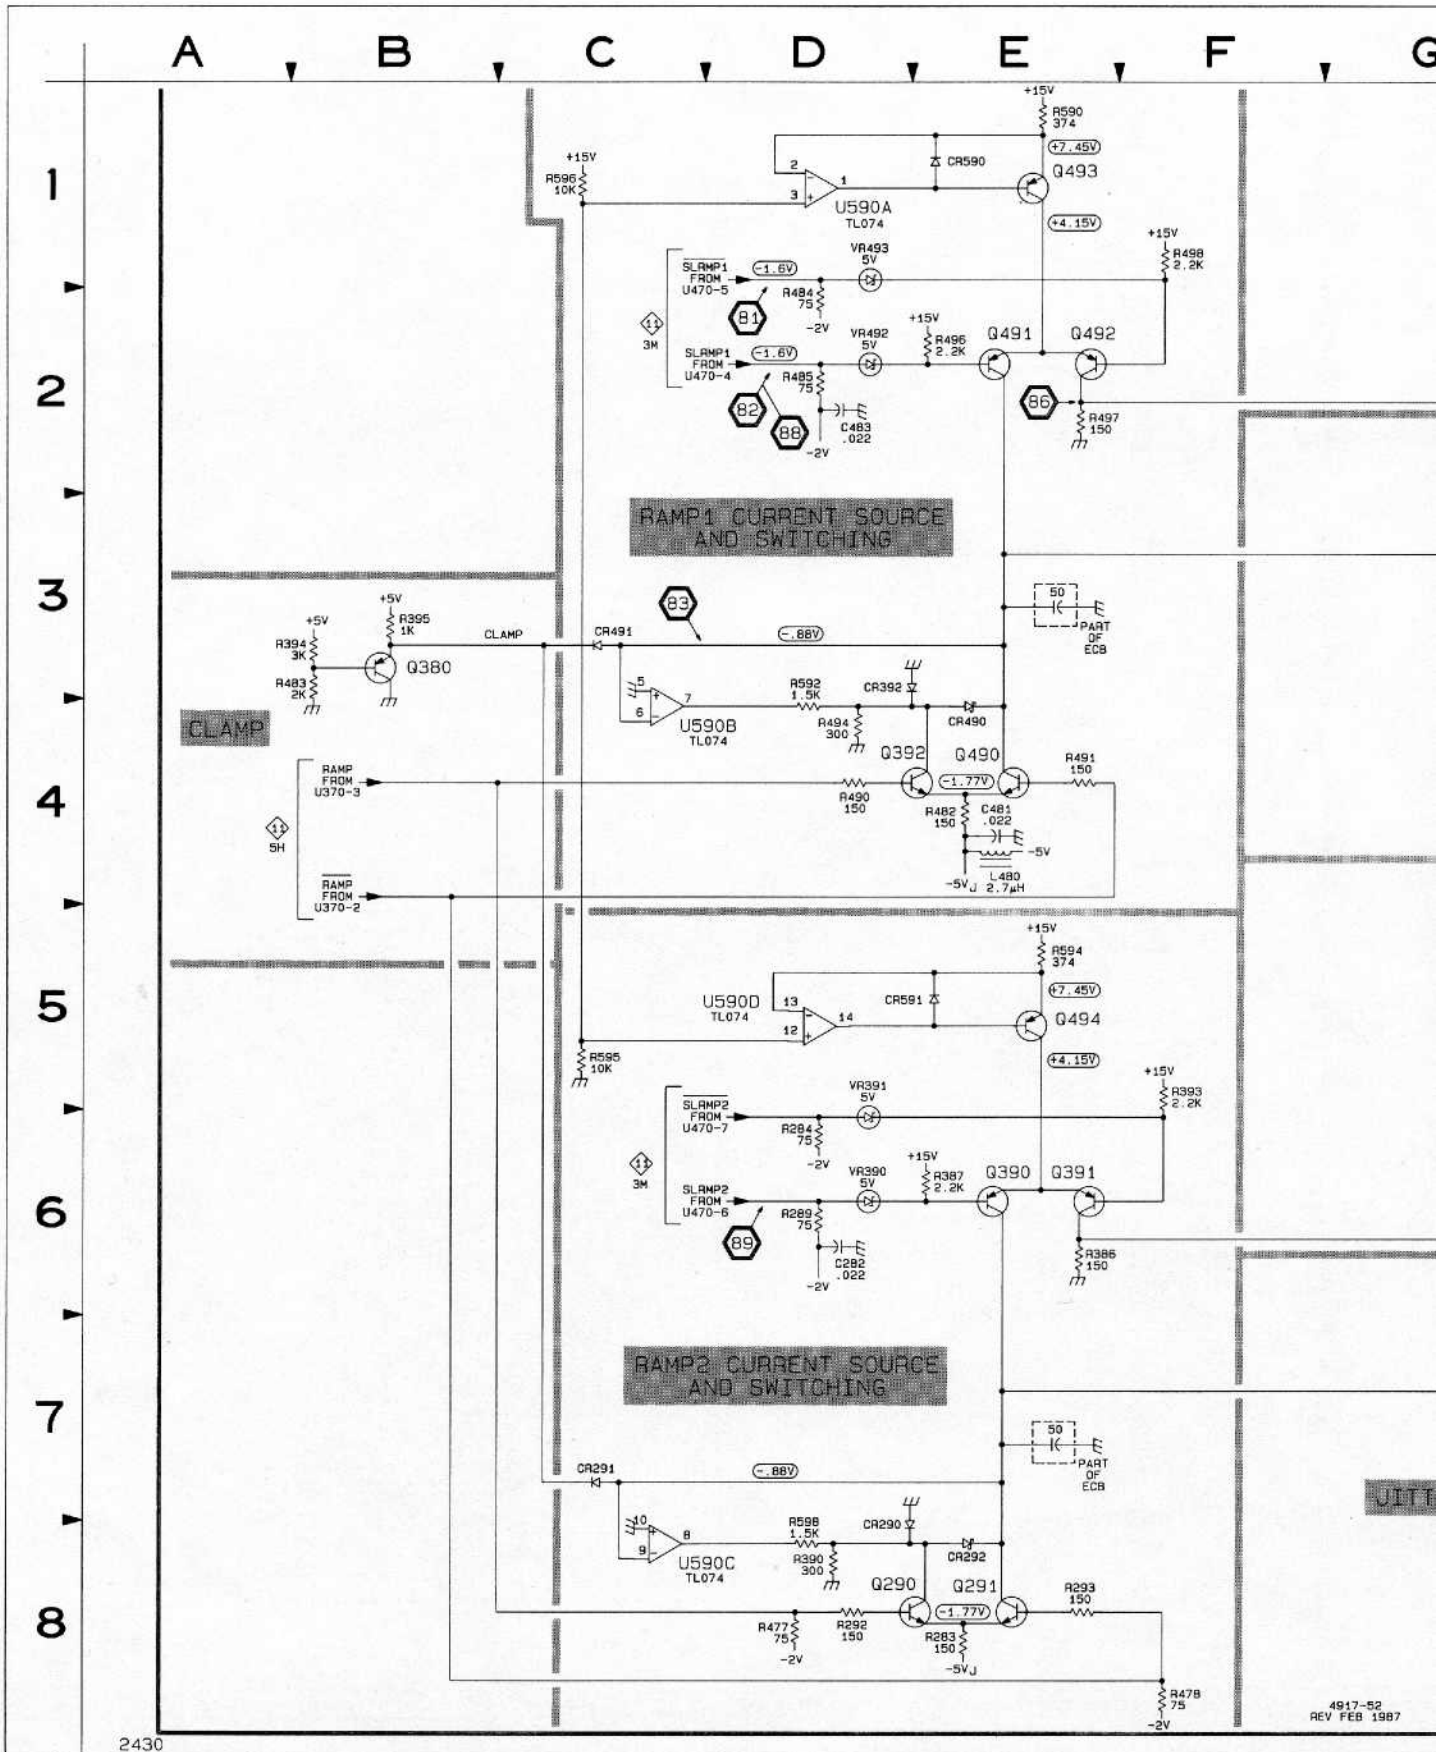 A B C D E F G
+15V
R590
374
+7.45V
1
+15V
R596
10K
2
3
1
U590A
TL074
CR590
Q493
+4.15V
+15V
R498
2.2K
VR493
5V
SLRMP1
FROM
U470-5
-1.6V
R484
75
-2V
81
11
3M
VR492
5V
+15V
R496
2.2K
Q491
Q492
2
SLRMP1
FROM
U470-4
-1.6V
R485
75
82
88
C483
.022
-2V
86
R497
150
RAMP1 CURRENT SOURCE
AND SWITCHING
3
+5V
R395
1K
+5V
R394
3K
R483
2K
Q380
CLAMP
CR491
83
-.88V
50
PART
OF
ECB
5
6
7
U590B
TL074
R592
1.5K
R494
300
CR392
CR490
CLAMP
Q392
Q490
R491
150
4
RAMP
FROM
U370-3
R490
150
-1.77V
R482
150
C481
.022
-5V
L480
2.7µH
-5VJ
11
5H
RAMP
FROM
U370-2
+15V
R594
374
+7.45V
5
U590D
TL074
13
12
14
CR591
Q494
+4.15V
R595
10K
+15V
R393
2.2K
VR391
5V
SLRMP2
FROM
U470-7
R284
75
-2V
11
3M
VR390
5V
+15V
R387
2.2K
Q390
Q391
6
SLRMP2
FROM
U470-6
R289
75
89
C282
.022
-2V
R386
150
RAMP2 CURRENT SOURCE
AND SWITCHING
7
50
PART
OF
ECB
CR291
-.88V
JITT
10
9
8
U590C
TL074
R598
1.5K
R390
300
CR290
CR292
Q290
Q291
R293
150
8
R477
75
-2V
R292
150
-1.77V
R283
150
-5VJ
R478
75
-2V
4917-52
REV FEB 1987
2430